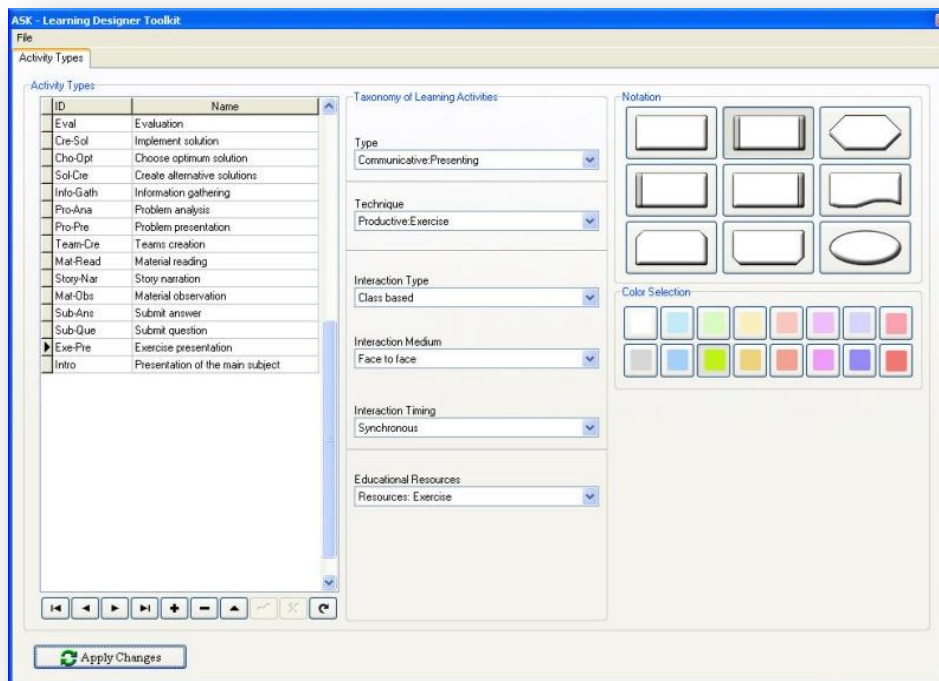 ASK - Learning Designer Toolkit
File
Activity Types
Activity Types
ID Name
Eval Evaluation
Cre-Sol Implement solution
Cho-Opt Choose optimum solution
Sol-Cre Create alternative solutions
Info-Gath Information gathering
Pro-Ana Problem analysis
Pro-Pre Problem presentation
Team-Cre Teams creation
Mat-Read Material reading
Story-Nar Story narration
Mat-Obs Material observation
Sub-Ans Submit answer
Sub-Que Submit question
Exe-Pre Exercise presentation
Intro Presentation of the main subject
Taxonomy of Learning Activities
Type
Communicative:Presenting
Technique
Productive:Exercise
Interaction Type
Class based
Interaction Medium
Face to face
Interaction Timing
Synchronous
Educational Resources
Resources: Exercise
Notation
Color Selection
Apply Changes